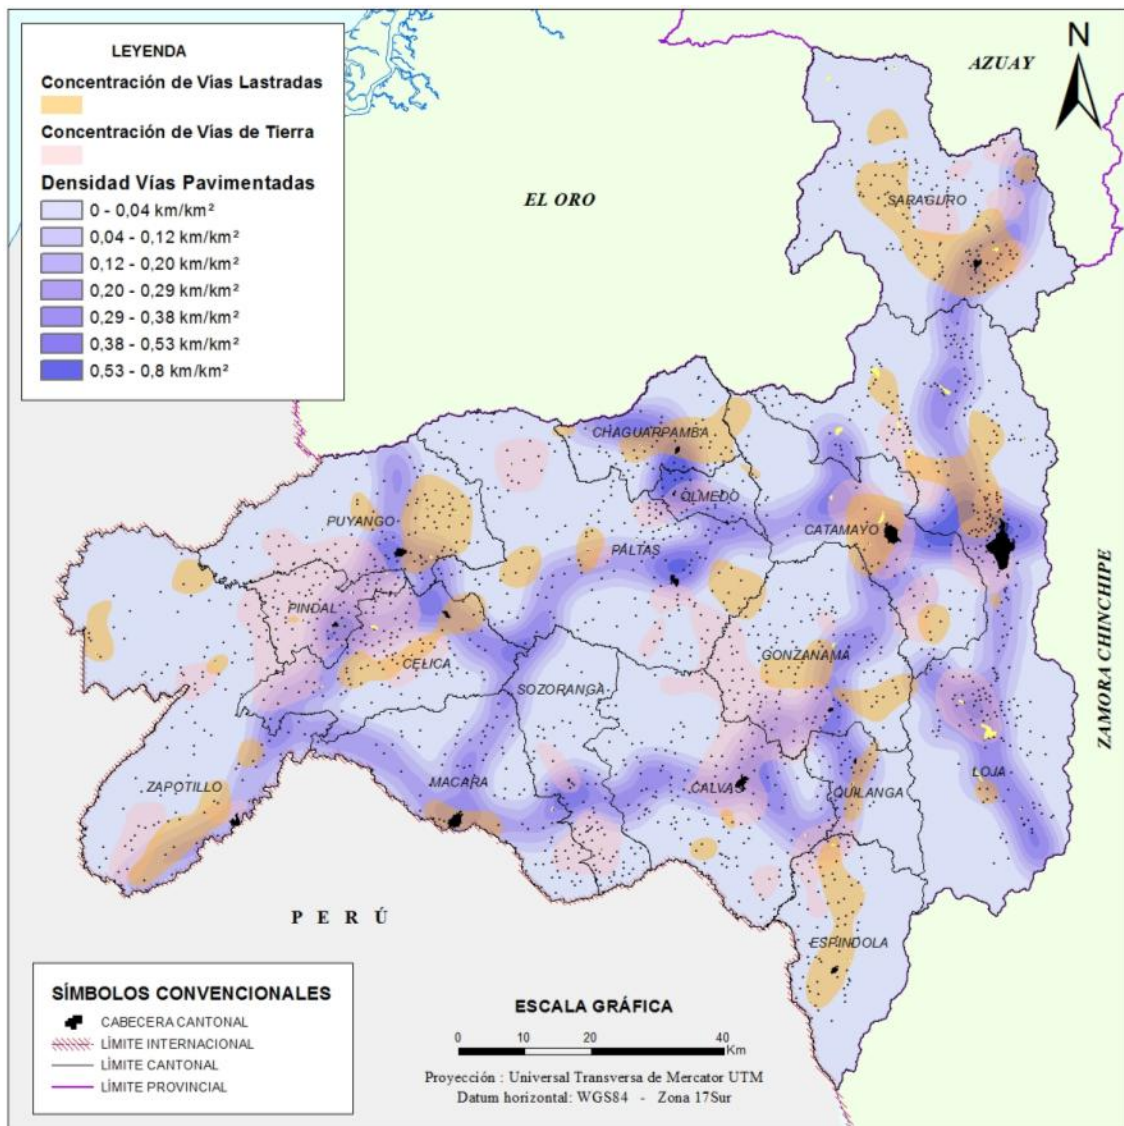 LEYENDA
Concentración de Vías Lastradas
Concentración de Vías de Tierra
Densidad Vías Pavimentadas
0 - 0,04 km/km²
0,04 - 0,12 km/km²
0,12 - 0,20 km/km²
0,20 - 0,29 km/km²
0,29 - 0,38 km/km²
0,38 - 0,53 km/km²
0,53 - 0,8 km/km²
N
AZUAY
EL ORO
SARAGURO
CHAGUARPAMBA
OLMEDO
PUYANGO
PALTAS
CATAMAYO
ZAMORA CHINCHIPE
PINDAL
CELICA
GONZANAMA
SOZORANGA
ZAPOTILLO
MACARA
CALVAS
QUILANGA
LOJA
PERÚ
ESPINDOLA
SÍMBOLOS CONVENCIONALES
CABECERA CANTONAL
LÍMITE INTERNACIONAL
LÍMITE CANTONAL
LÍMITE PROVINCIAL
ESCALA GRÁFICA
0 10 20 40
Km
Proyección : Universal Transversa de Mercator UTM
Datum horizontal: WGS84 - Zona 17Sur